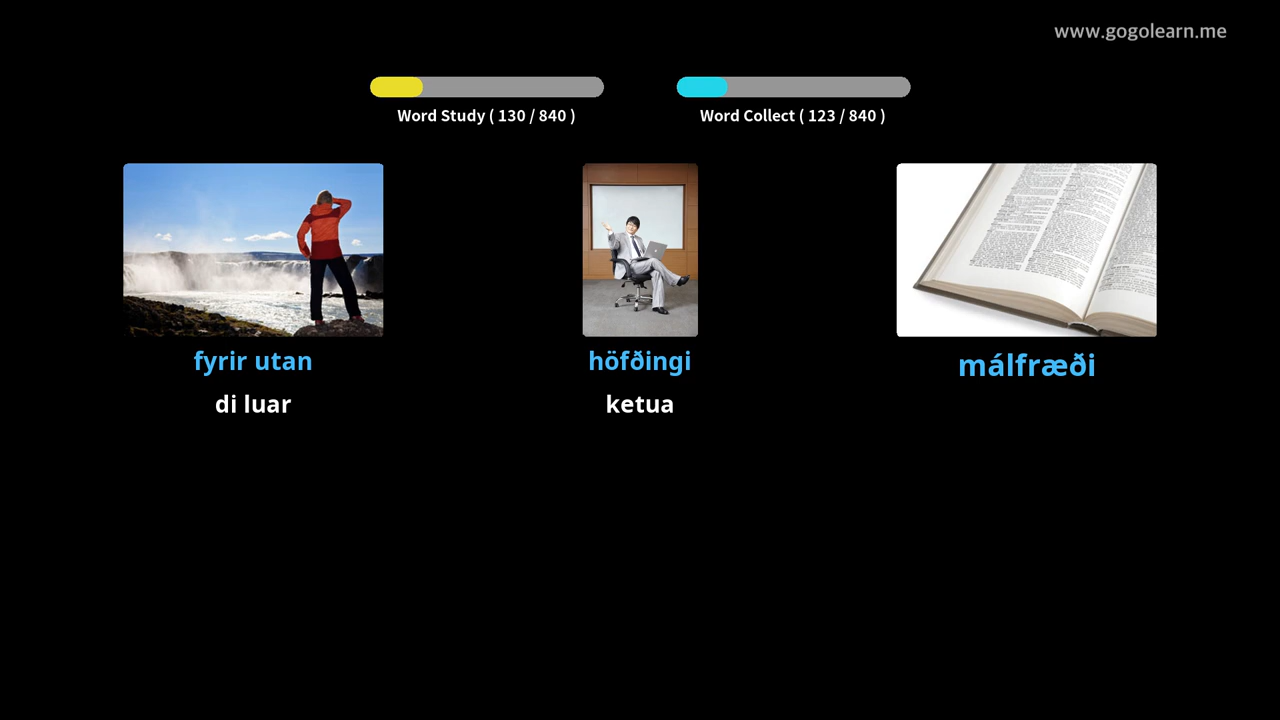 www.gogolearn.me
Word Study ( 130 / 840 )
Word Collect ( 123 / 840 )
fyrir utan
höfðingi
málfræði
di luar
ketua